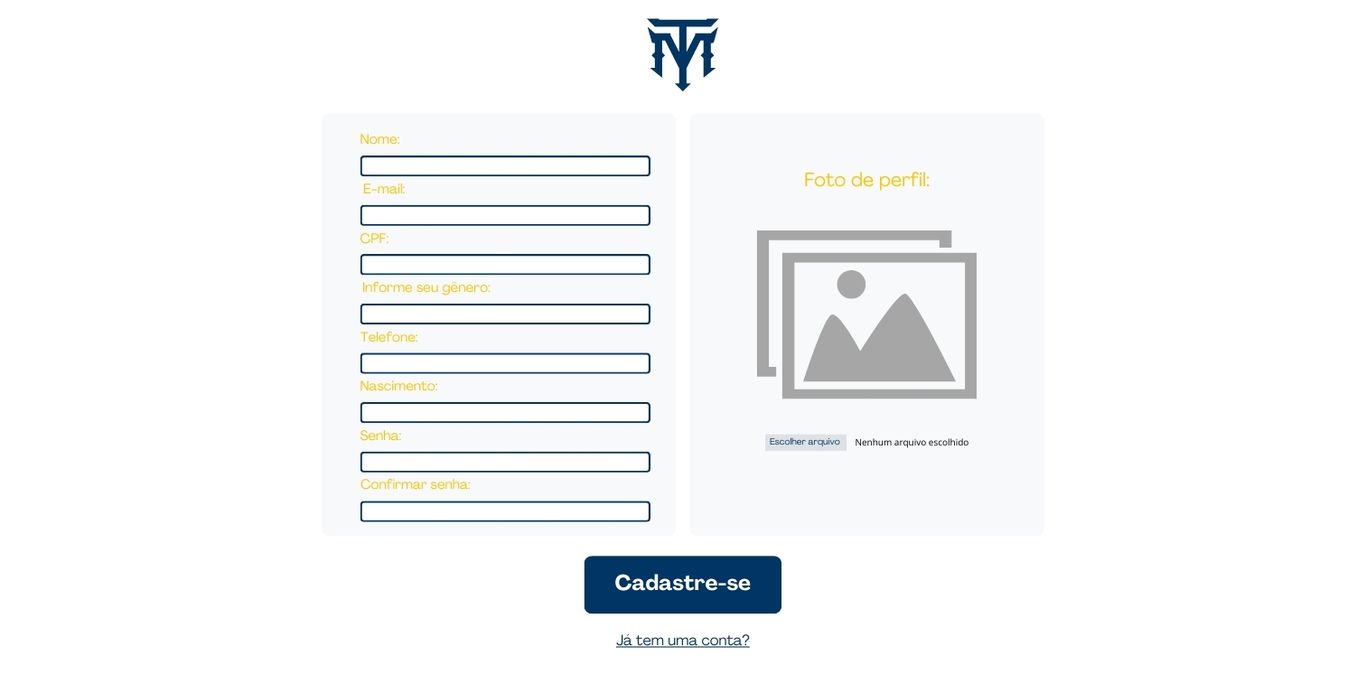 TM
Nome:
E-mail:
CPF:
Informe seu gênero:
Telefone:
Nascimento:
Senha:
Confirmar senha:
Foto de perfil:
Escolher arquivo Nenhum arquivo escolhido
Cadastre-se
Já tem uma conta?